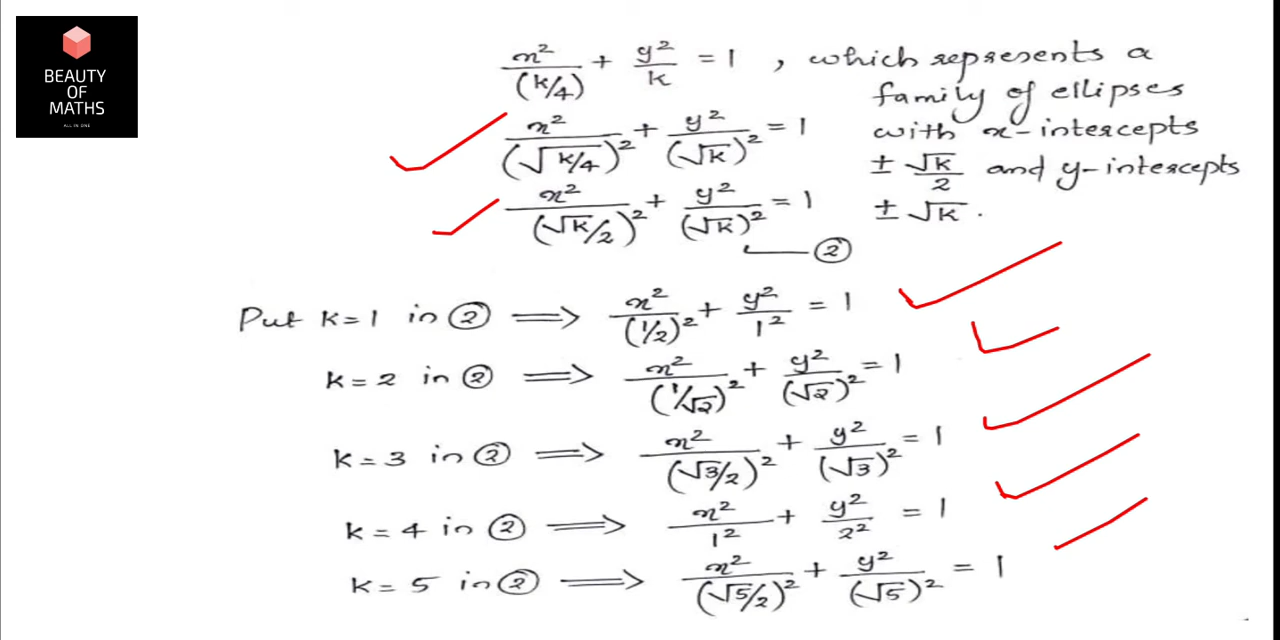 BEAUTY
OF
MATHS
ALL IN ONE
x²/(k/4) + y²/k = 1 , which represents a
family of ellipses
with x-intercepts
± √k/2 and y-intercepts
± √k .
x²/(√k/4)² + y²/(√k)² = 1
x²/(√k/2)² + y²/(√k)² = 1
②
Put k=1 in ② ⟹ x²/(1/2)² + y²/1² = 1
k=2 in ② ⟹ x²/(1/√2)² + y²/(√2)² = 1
k=3 in ② ⟹ x²/(√3/2)² + y²/(√3)² = 1
k=4 in ② ⟹ x²/1² + y²/2² = 1
k=5 in ② ⟹ x²/(√5/2)² + y²/(√5)² = 1